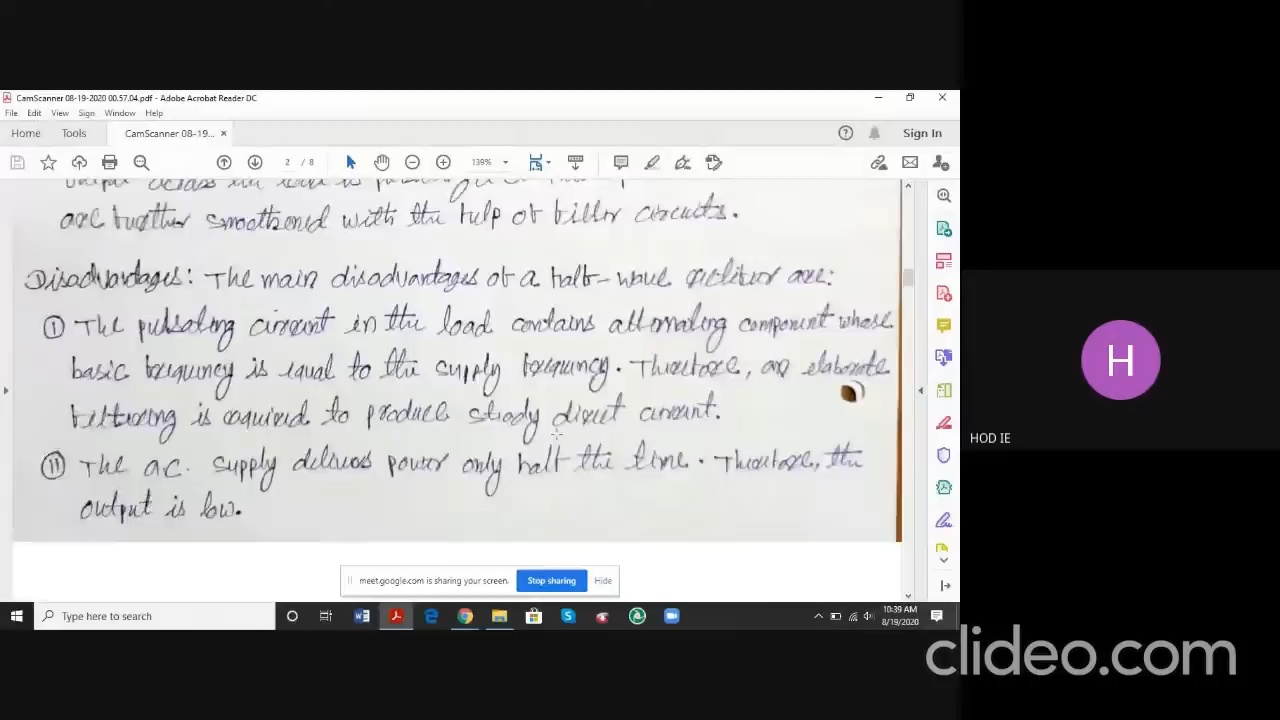 CamScanner 08-19-2020 00.57.04.pdf - Adobe Acrobat Reader DC
File Edit View Sign Window Help
Home Tools CamScanner 08-19... × Sign In
2 / 8 139%
are further smoothened with the help of filter circuits.
Disadvantages: The main disadvantages of a half-wave rectifier are:
(i) The pulsating current in the load contains alternating component whose
basic frequency is equal to the supply frequency. Therefore, an elaborate
filtering is required to produce steady direct current.
(ii) The a.c. supply delivers power only half the time. Therefore, the
output is low.
meet.google.com is sharing your screen. Stop sharing Hide
Type here to search
10:39 AM
8/19/2020
H
HOD IE
clideo.com